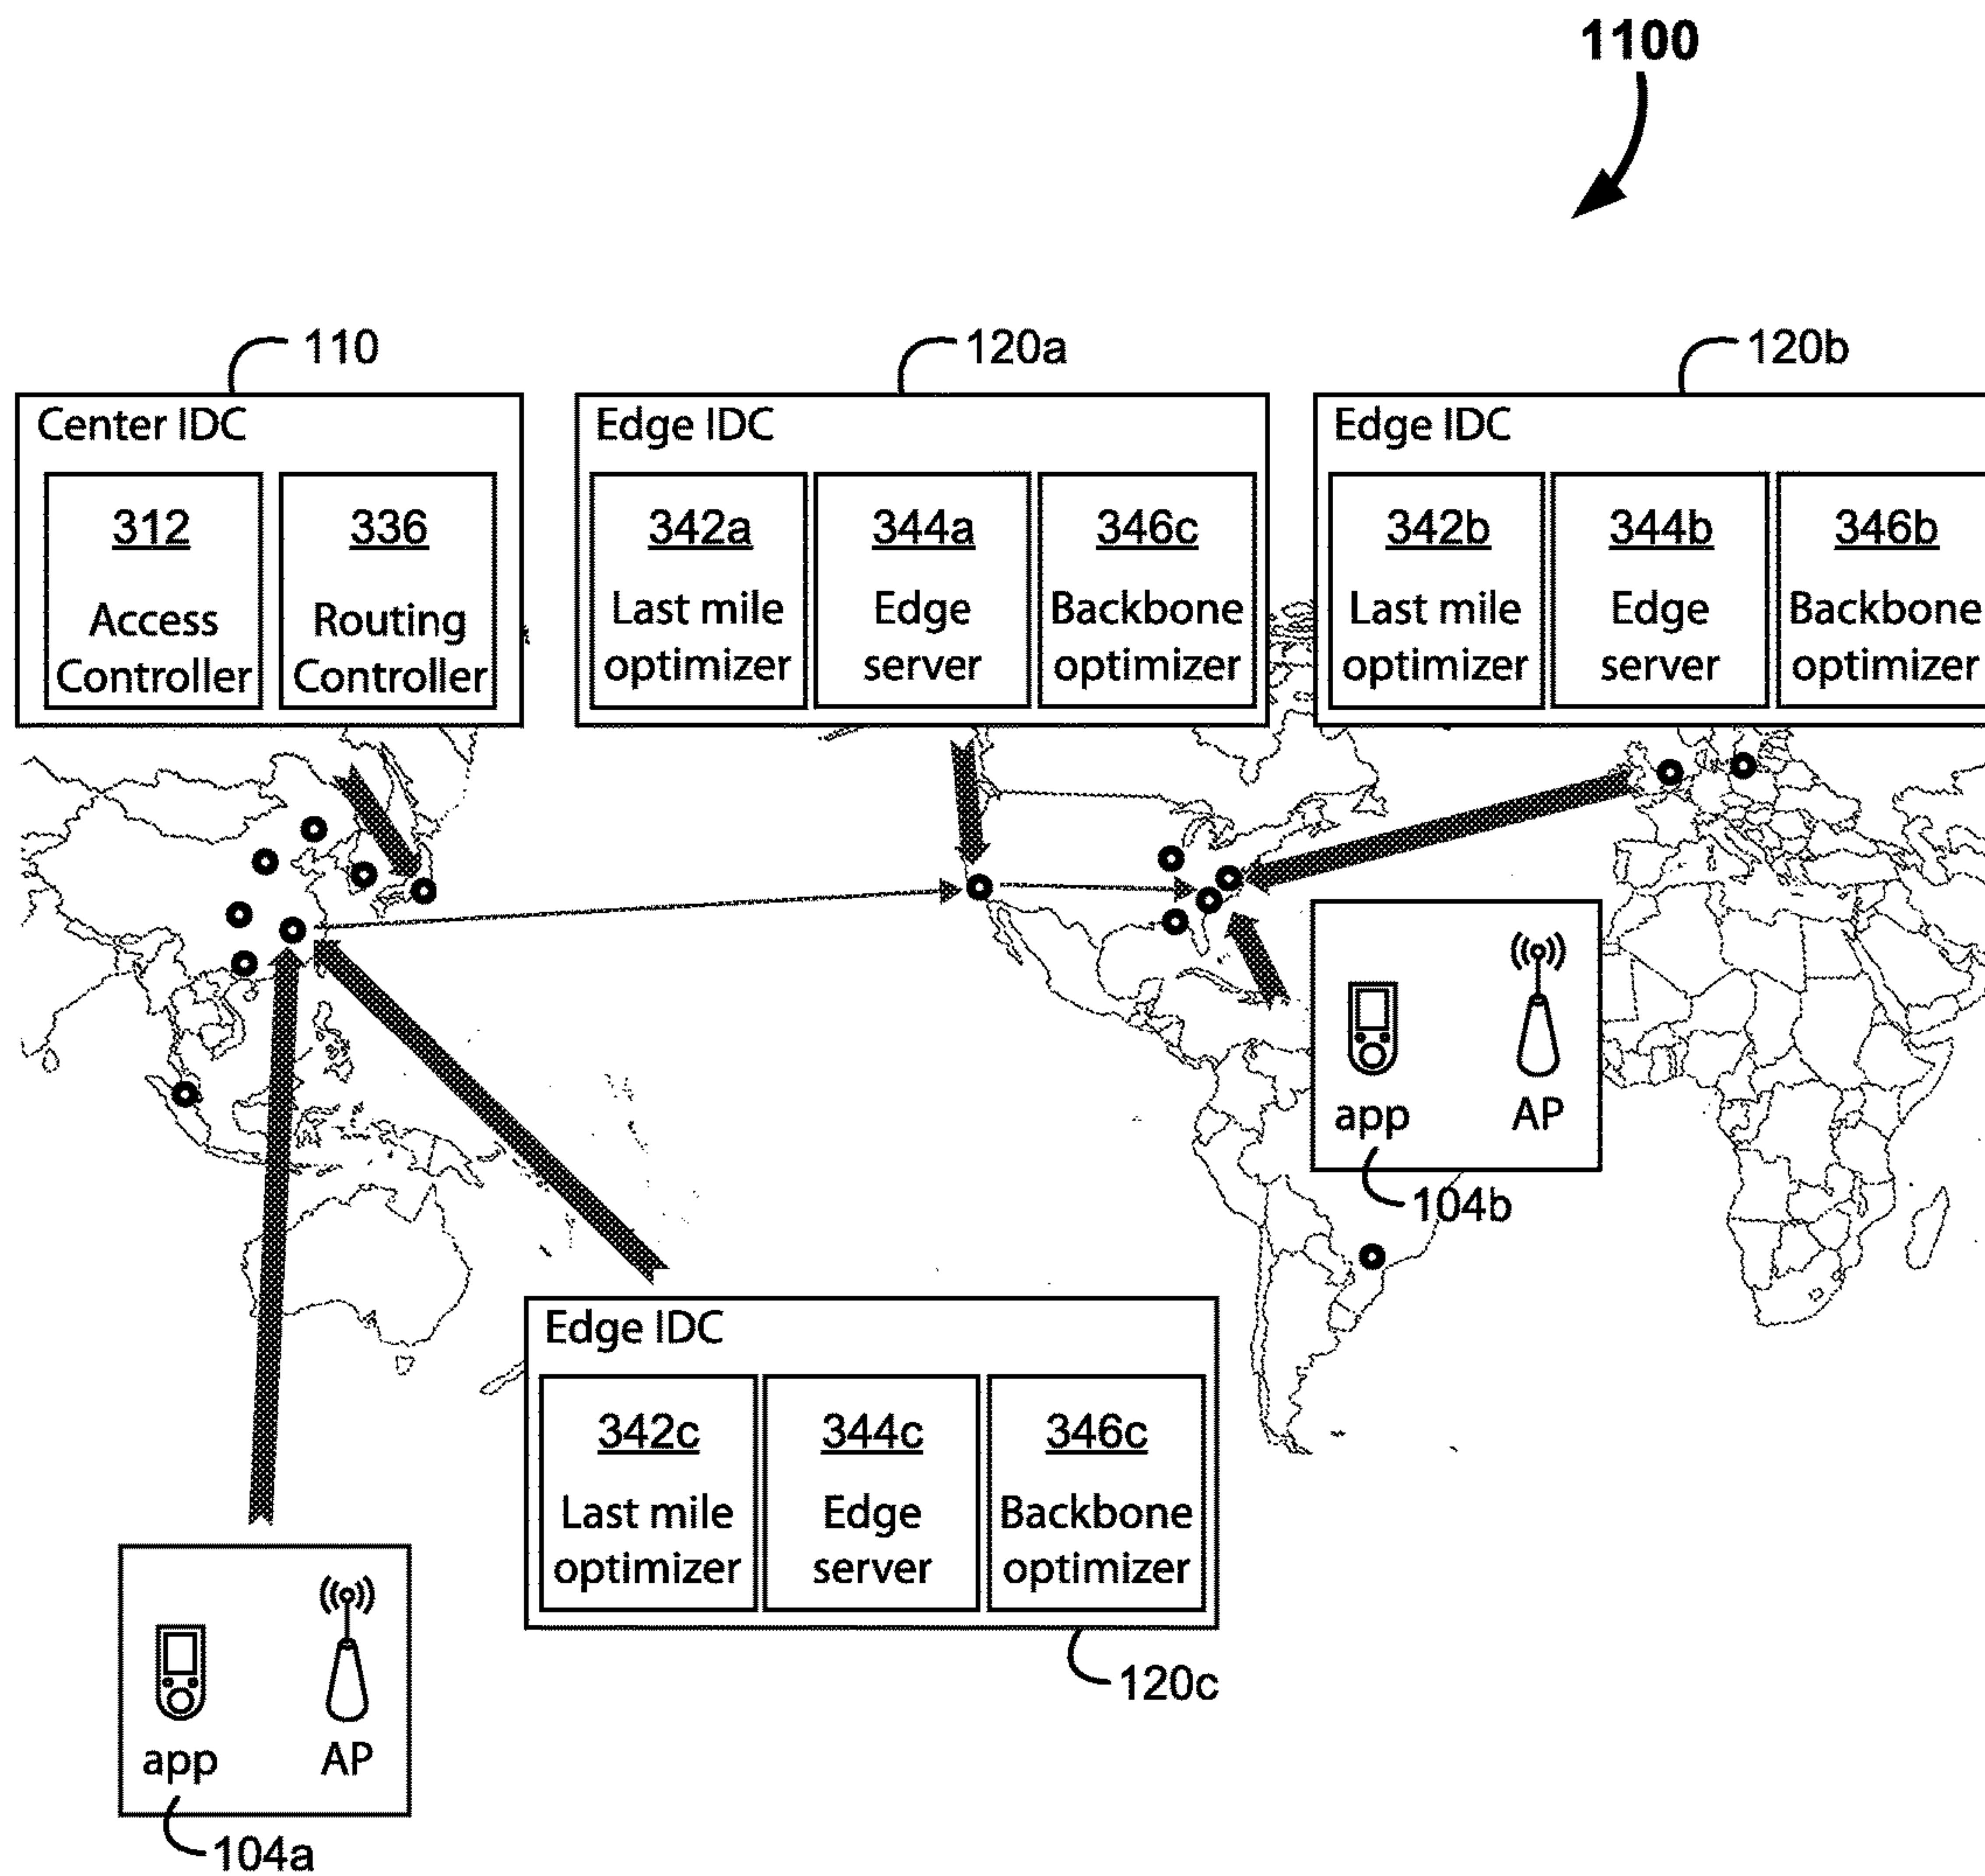 1100
110
120a
120b
Center IDC
312
Access
Controller
336
Routing
Controller
Edge IDC
342a
Last mile
optimizer
344a
Edge
server
346c
Backbone
optimizer
Edge IDC
342b
Last mile
optimizer
344b
Edge
server
346b
Backbone
optimizer
app
AP
104b
Edge IDC
342c
Last mile
optimizer
344c
Edge
server
346c
Backbone
optimizer
120c
app
AP
104a